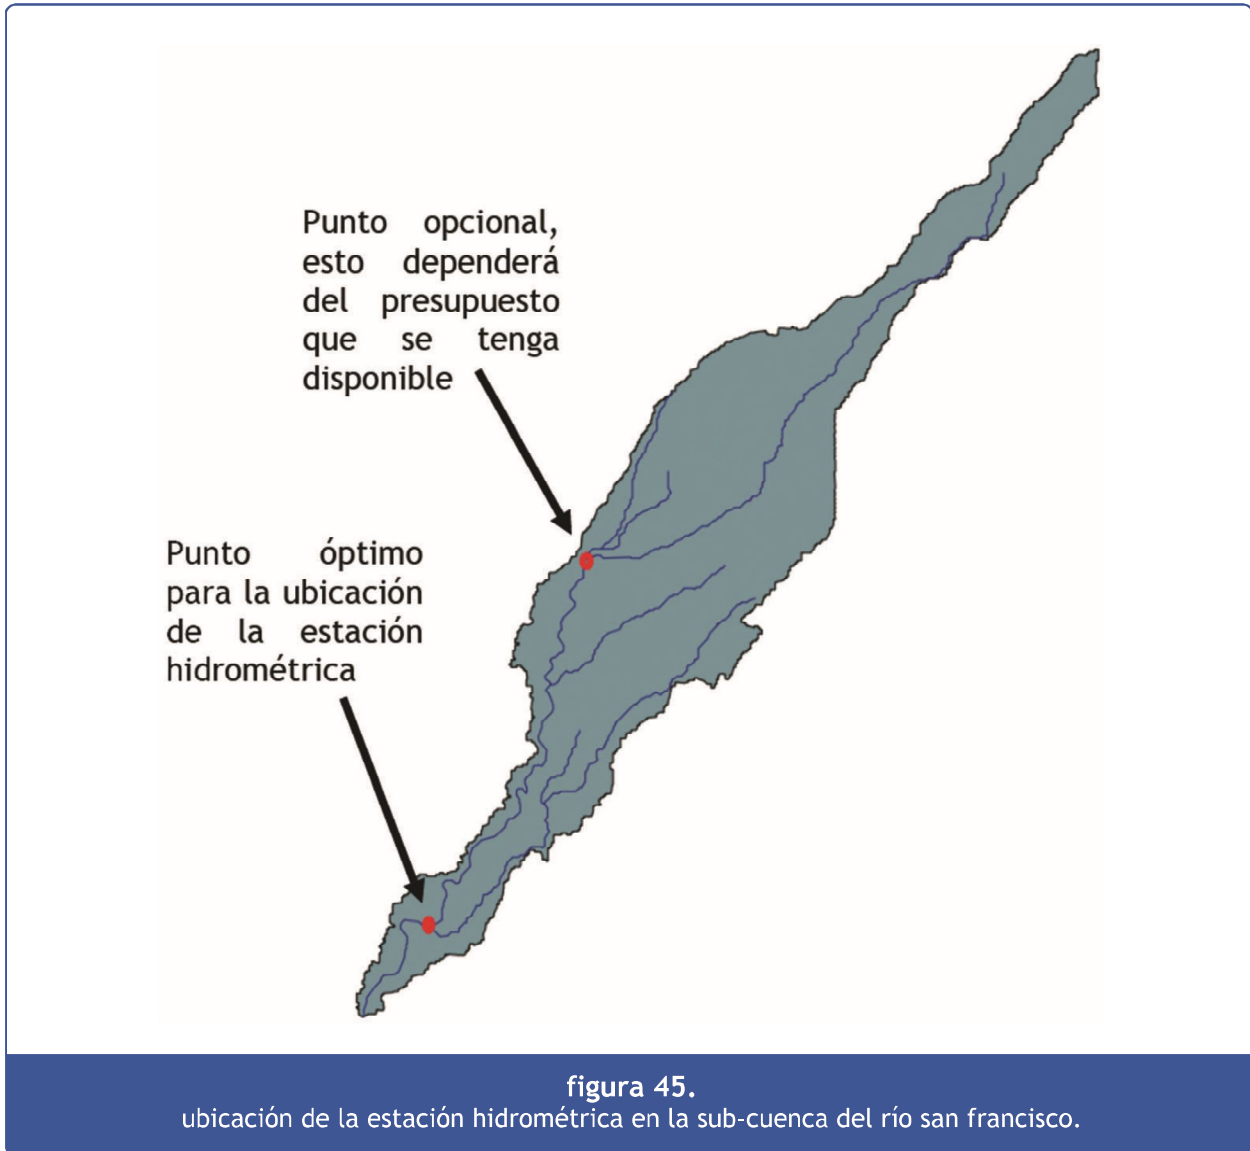 Punto opcional,
esto dependerá
del presupuesto
que se tenga
disponible
Punto óptimo
para la ubicación
de la estación
hidrométrica
figura 45.
ubicación de la estación hidrométrica en la sub-cuenca del río san francisco.